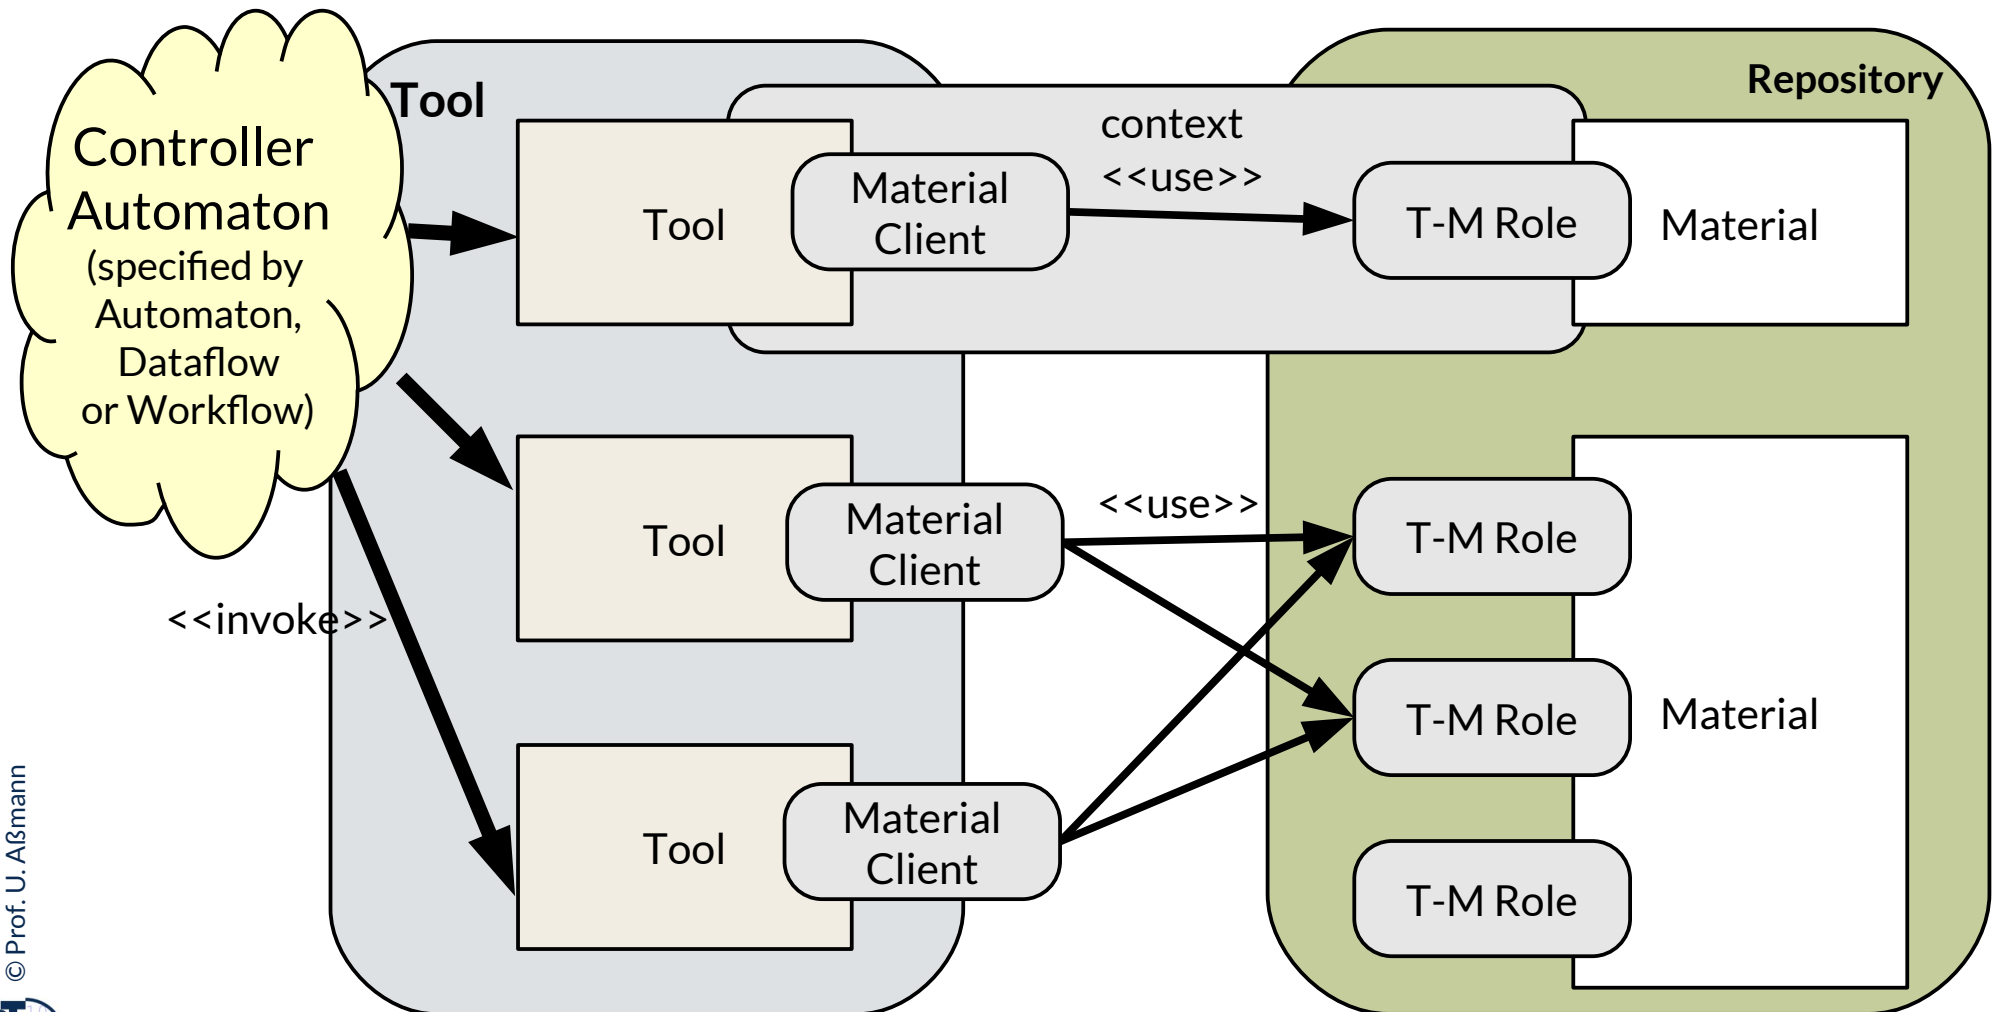 Controller
Automaton
(specified by
Automaton,
Dataflow
or Workflow)
Tool
Repository
context
<<use>>
Tool
Material
Client
T-M Role
Material
<<use>>
Tool
Material
Client
T-M Role
<<invoke>>
T-M Role
Material
Tool
Material
Client
T-M Role
© Prof. U. Aßmann